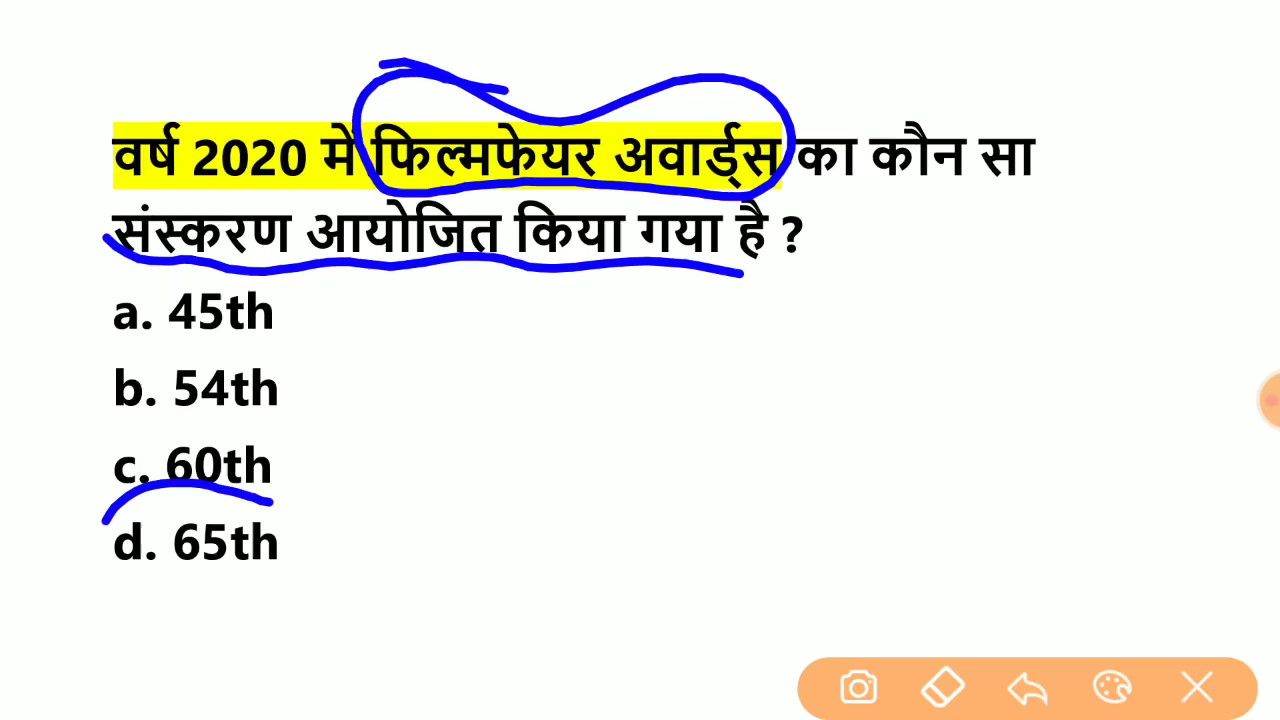 वर्ष 2020 में फिल्मफेयर अवार्ड्स का कौन सा
संस्करण आयोजित किया गया है ?
a. 45th
b. 54th
c. 60th
d. 65th